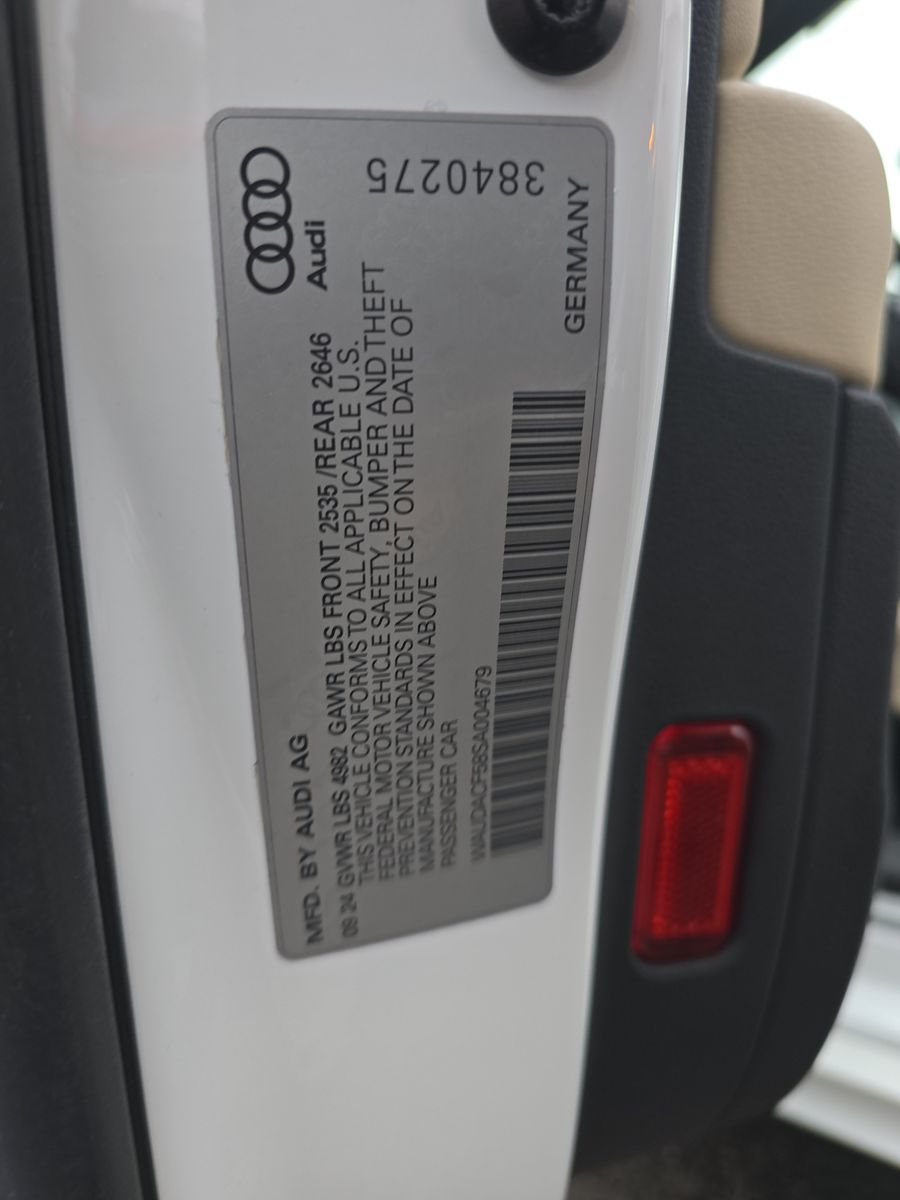 MFD. BY AUDI AG
09 24 GVWR LBS 4982 GAWR LBS FRONT 2535 /REAR 2646
THIS VEHICLE CONFORMS TO ALL APPLICABLE U.S.
FEDERAL MOTOR VEHICLE SAFETY, BUMPER AND THEFT
PREVENTION STANDARDS IN EFFECT ON THE DATE OF
MANUFACTURE SHOWN ABOVE
PASSENGER CAR
WAUDACF58SA004679
Audi
3840275
GERMANY